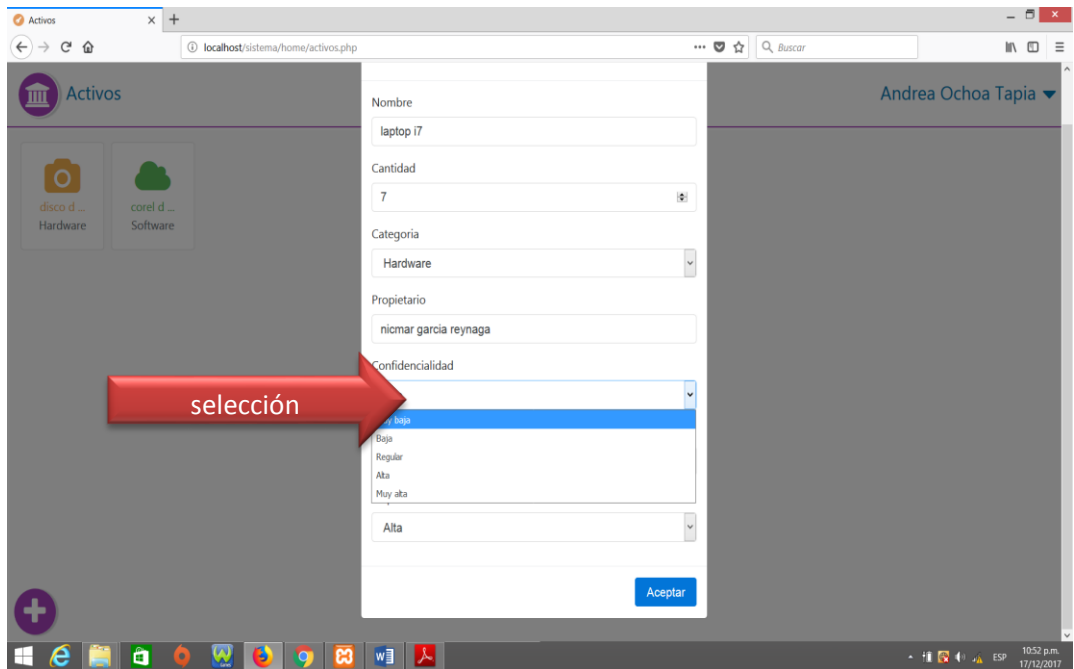 Activos
localhost/sistema/home/activos.php
Buscar
Activos
Andrea Ochoa Tapia
Nombre
laptop i7
Cantidad
7
disco d ...
Hardware
corel d ...
Software
Categoria
Hardware
Propietario
nicmar garcia reynaga
Confidencialidad
selección
baja
Baja
Regular
Alta
Muy alta
Alta
Aceptar
ESP
10:52 p.m.
17/12/2017